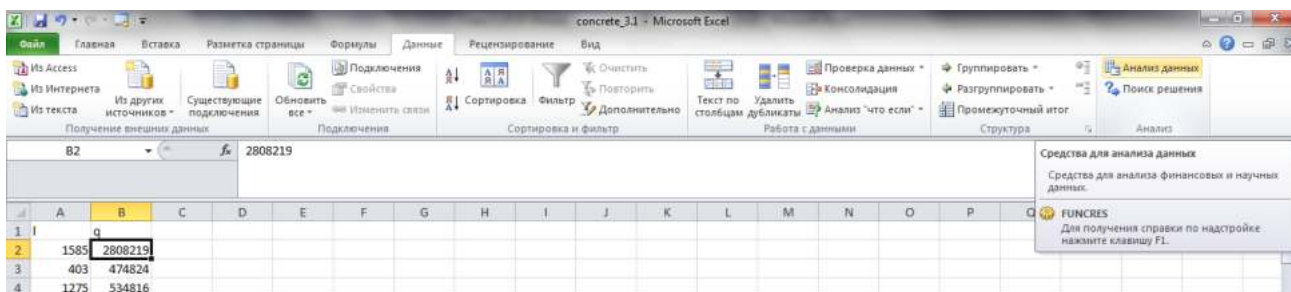 concrete_3.1 - Microsoft Excel
Файл Главная Вставка Разметка страницы Формулы Данные Рецензирование Вид
Из Access
Из Интернета
Из текста
Из других источников
Существующие подключения
Получение внешних данных
Обновить все
Подключения
Свойства
Изменить связи
Подключения
Сортировка
Фильтр
Очистить
Повторить
Дополнительно
Сортировка и фильтр
Текст по столбцам
Удалить дубликаты
Проверка данных
Консолидация
Анализ "что если"
Работа с данными
Группировать
Разгруппировать
Промежуточный итог
Структура
Анализ данных
Поиск решения
Анализ
B2 fx 2808219
Средства для анализа данных
Средства для анализа финансовых и научных
данных.
FUNCRES
Для получения справки по надстройке
нажмите клавишу F1.
A B C D E F G H I J K L M N O P Q
1 l q
2 1585 2808219
3 403 474824
4 1275 534816